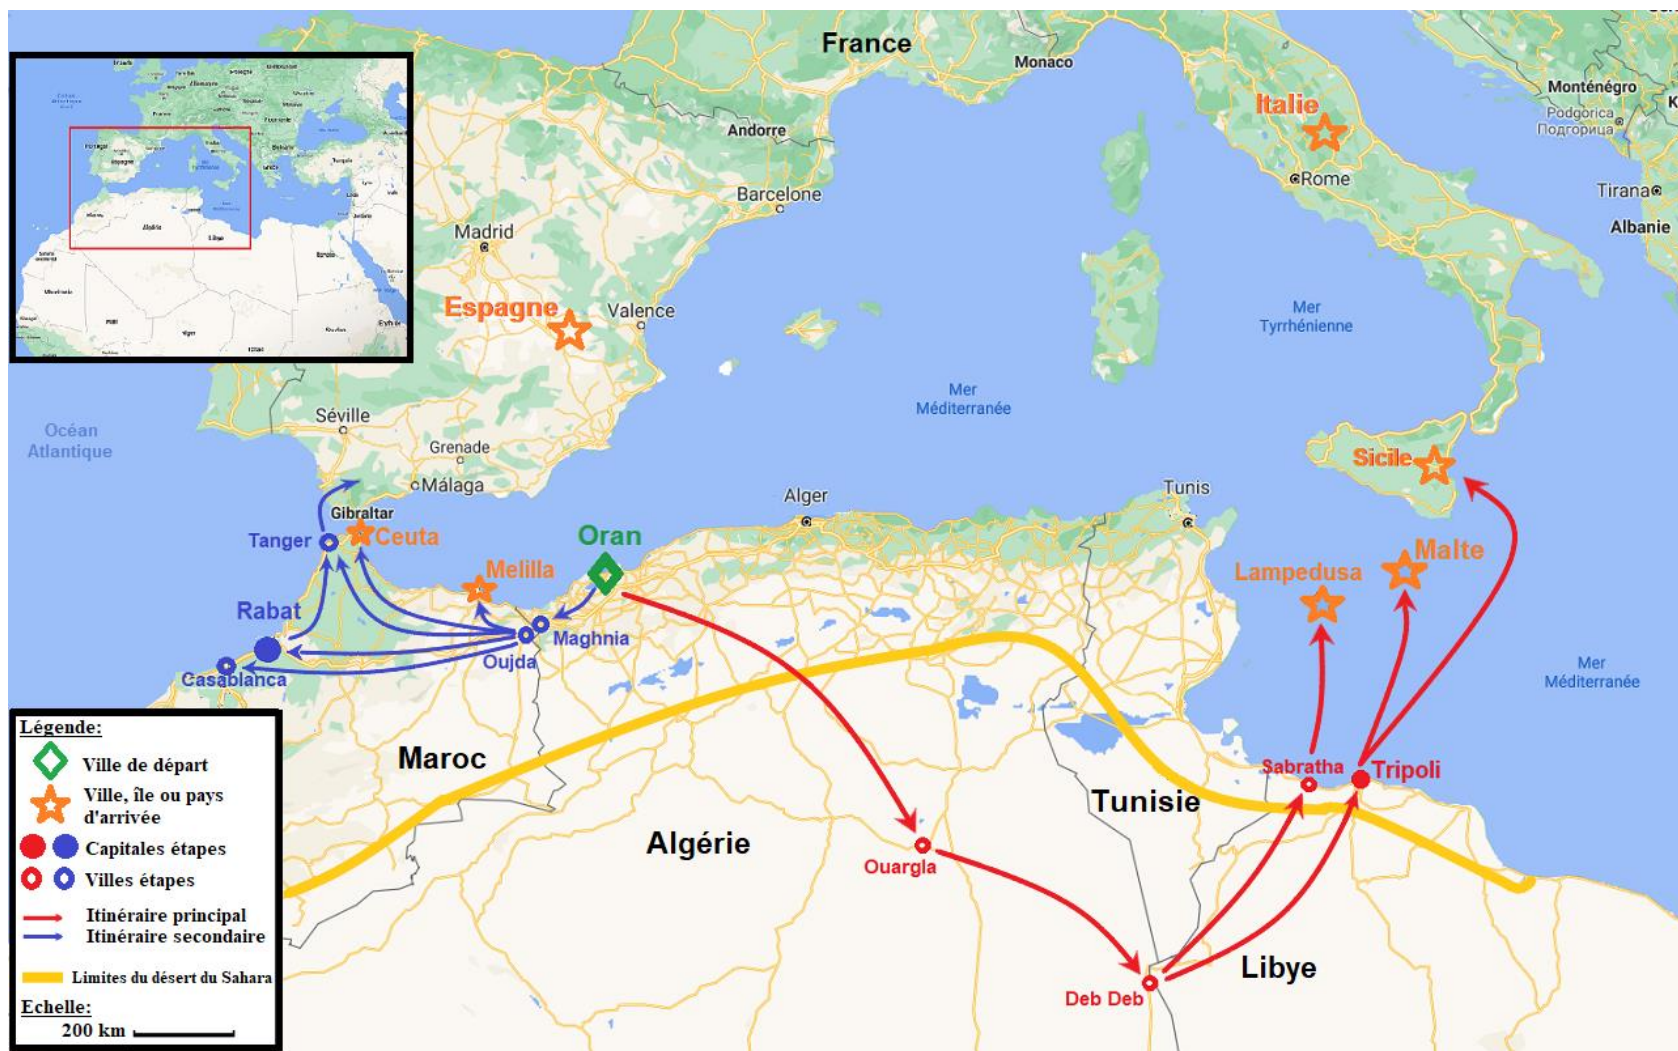 France
Monaco
Italie
Monténégro
Podgorica
Подгорица
Andorre
Rome
Tirana
Albanie
Barcelone
Madrid
Espagne
Valence
Mer
Tyrrhénienne
Mer
Méditerranée
Océan
Atlantique
Séville
Grenade
Málaga
Sicile
Gibraltar
Tanger
Ceuta
Alger
Tunis
Oran
Melilla
Malte
Lampedusa
Rabat
Maghnia
Oujda
Casablanca
Mer
Méditerranée
Maroc
Sabratha
Tripoli
Tunisie
Algérie
Ouargla
Libye
Deb Deb
Légende:
Ville de départ
Ville, île ou pays
d'arrivée
Capitales étapes
Villes étapes
Itinéraire principal
Itinéraire secondaire
Limites du désert du Sahara
Echelle:
200 km